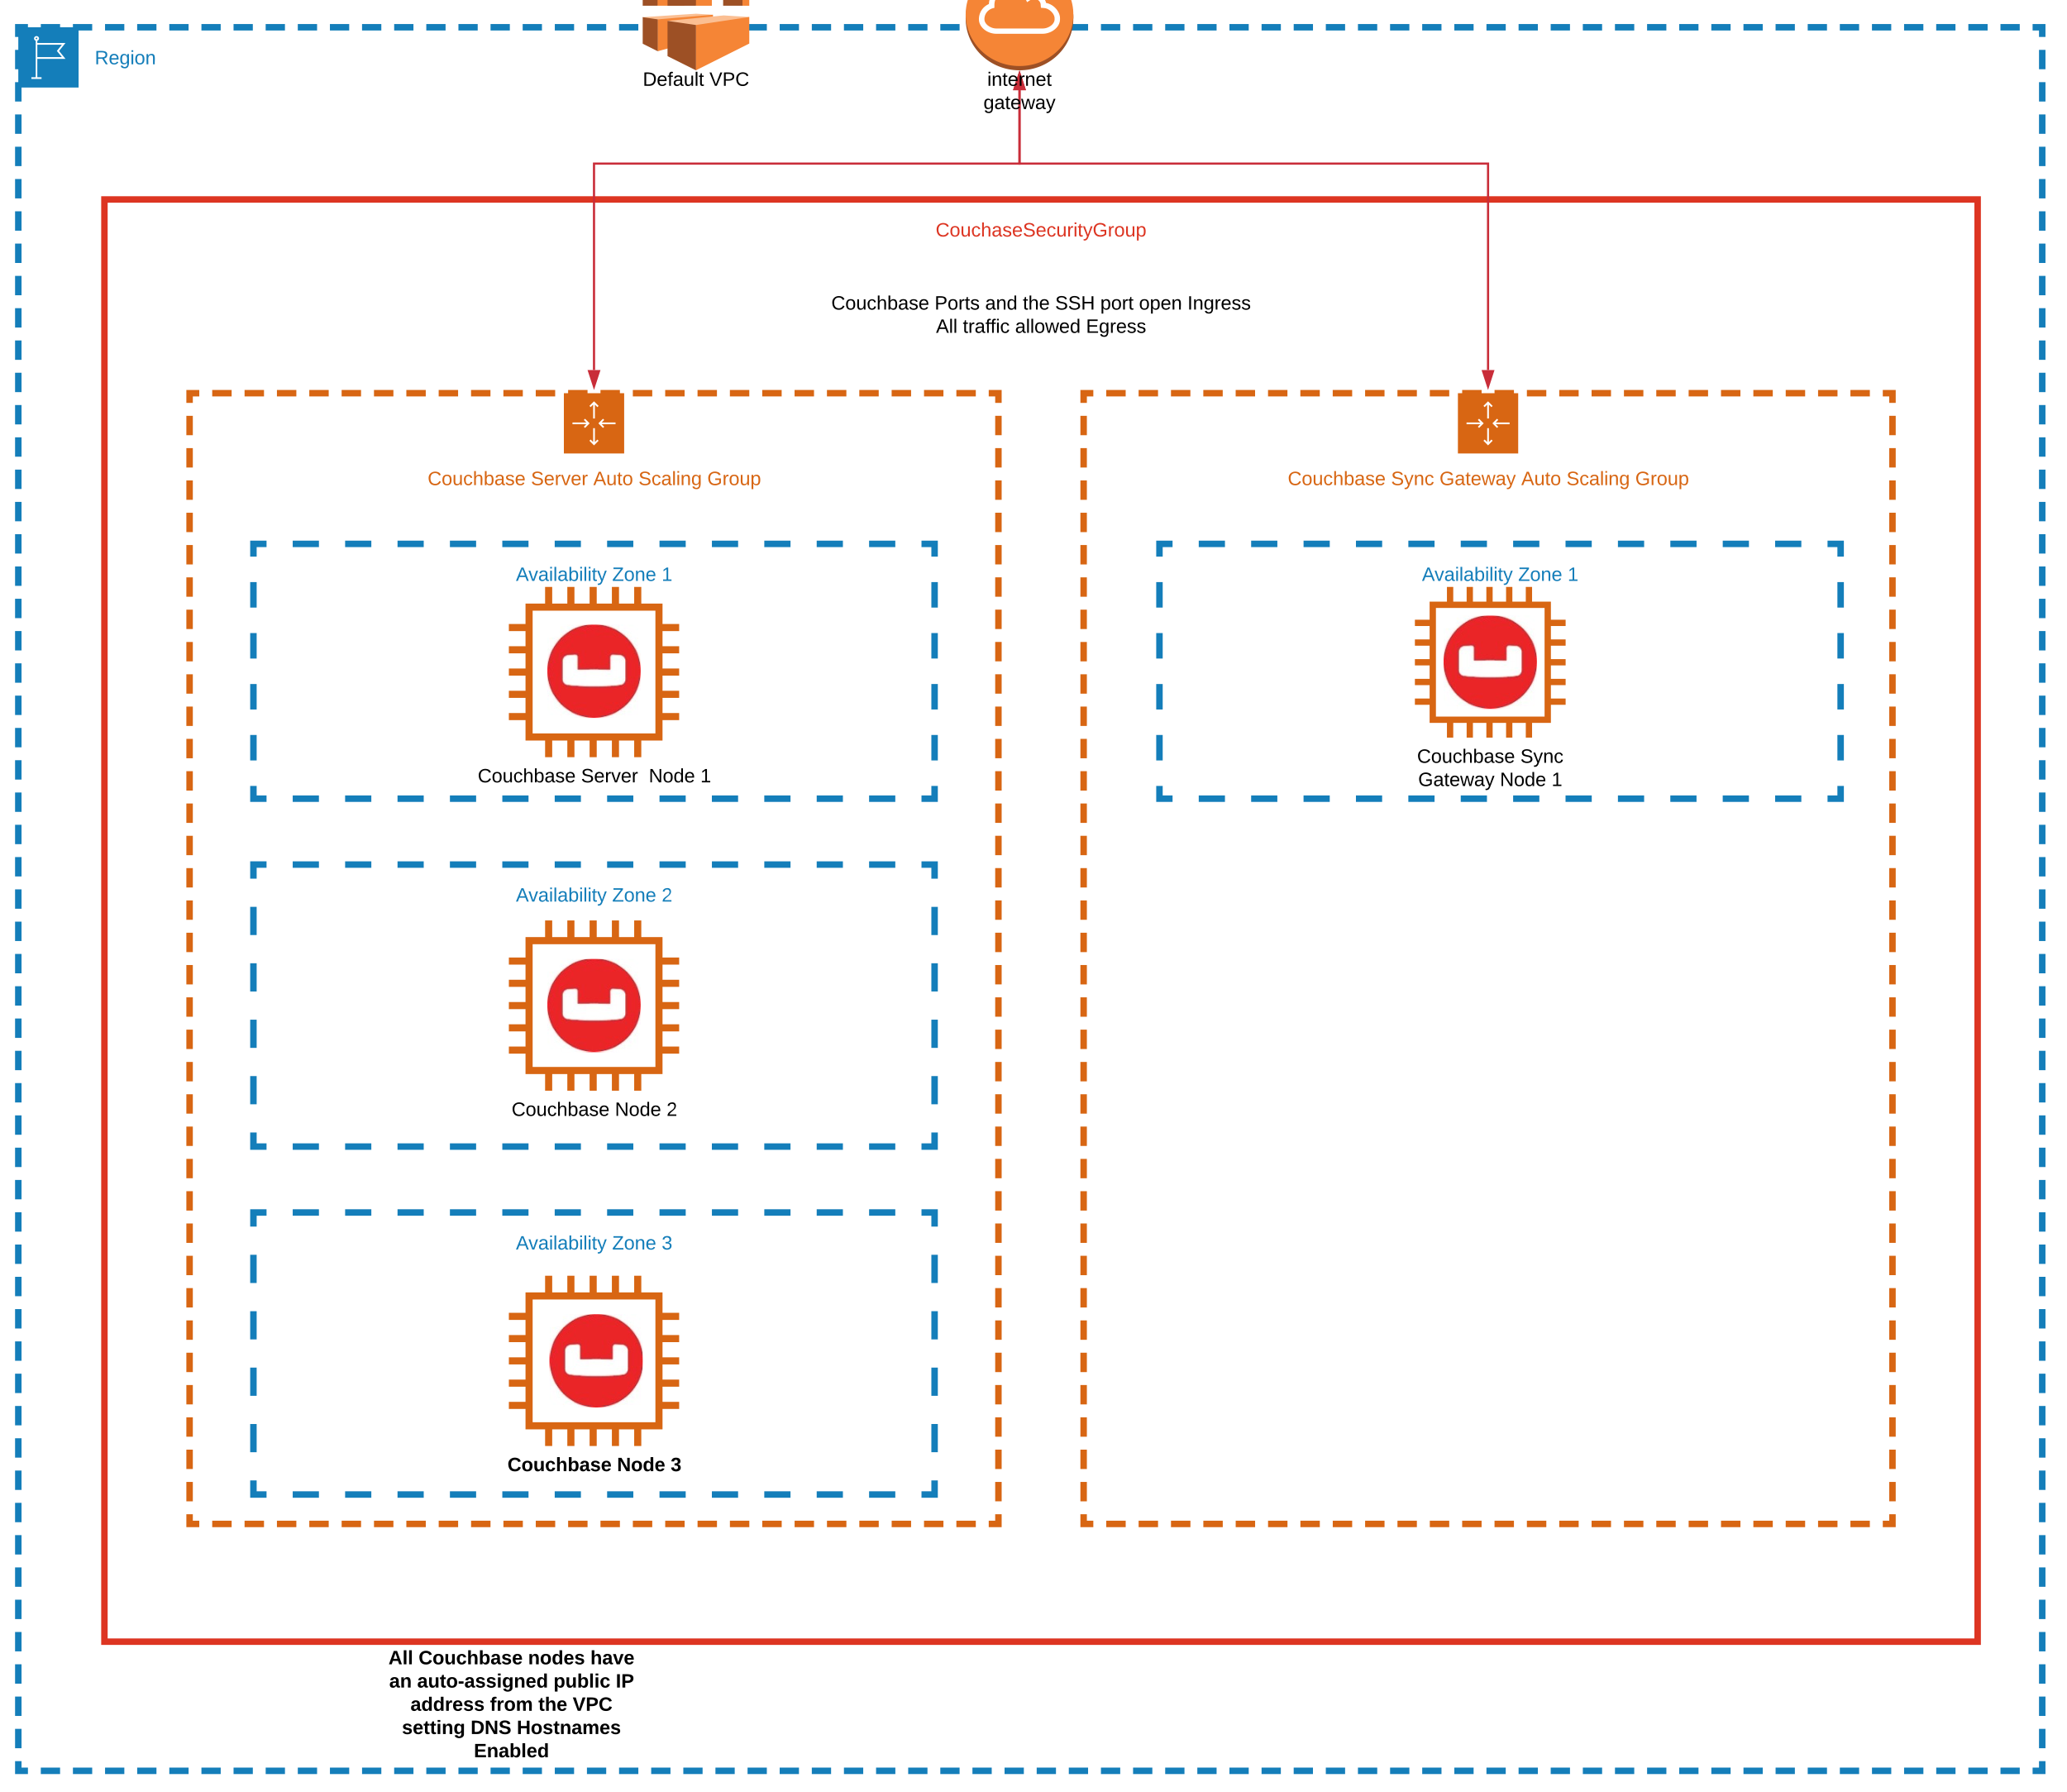 Region
Default VPC
internet
gateway
CouchaseSecurityGroup
Couchbase Ports and the SSH port open Ingress
All traffic allowed Egress
Couchbase Server Auto Scaling Group
Couchbase Sync Gateway Auto Scaling Group
Availability Zone 1
Couchbase Server  Node 1
Availability Zone 1
Couchbase Sync
Gateway Node 1
Availability Zone 2
Couchbase Node 2
Availability Zone 3
Couchbase Node 3
All Couchbase nodes have
an auto-assigned public IP
address from the VPC
setting DNS Hostnames
Enabled